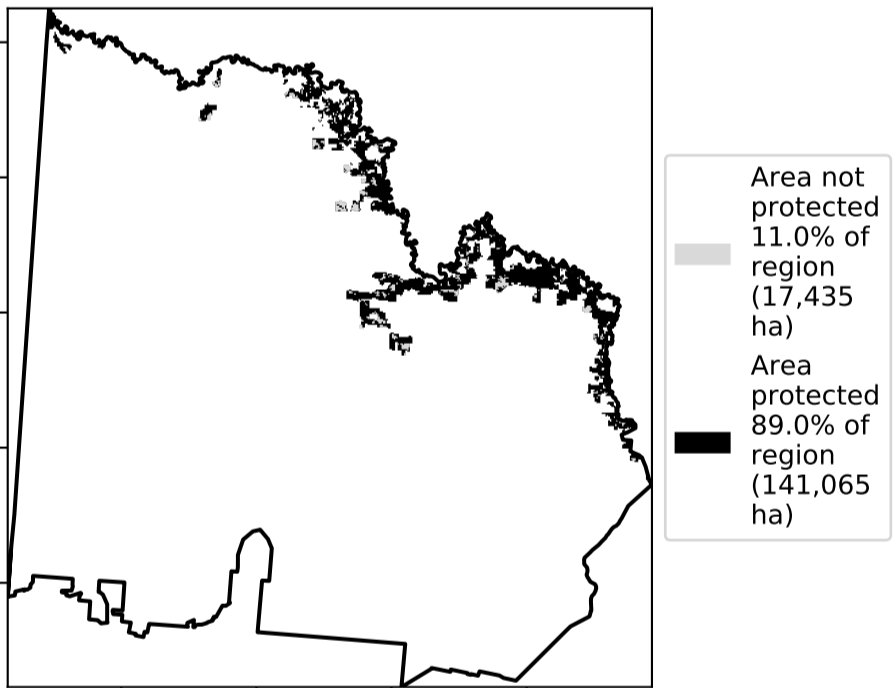 Area not
protected
11.0% of
region
(17,435
ha)
Area
protected
89.0% of
region
(141,065
ha)